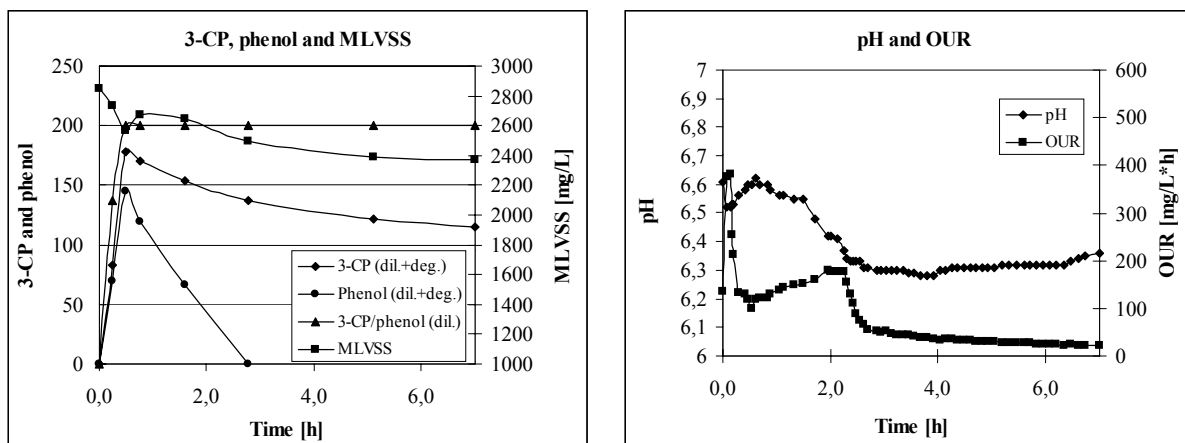 3-CP, phenol and MLVSS
250
200
150
100
50
0
3-CP and phenol
3000
2800
2600
2400
2200
2000
1800
1600
1400
1200
1000
MLVSS [mg/L]
3-CP (dil.+deg.)
Phenol (dil.+deg.)
3-CP/phenol (dil.)
MLVSS
0,0 2,0 4,0 6,0
Time [h]
pH and OUR
7
6,9
6,8
6,7
6,6
6,5
6,4
6,3
6,2
6,1
6
pH
600
500
400
300
200
100
0
OUR [mg/L*h]
pH
OUR
0,0 2,0 4,0 6,0
Time [h]